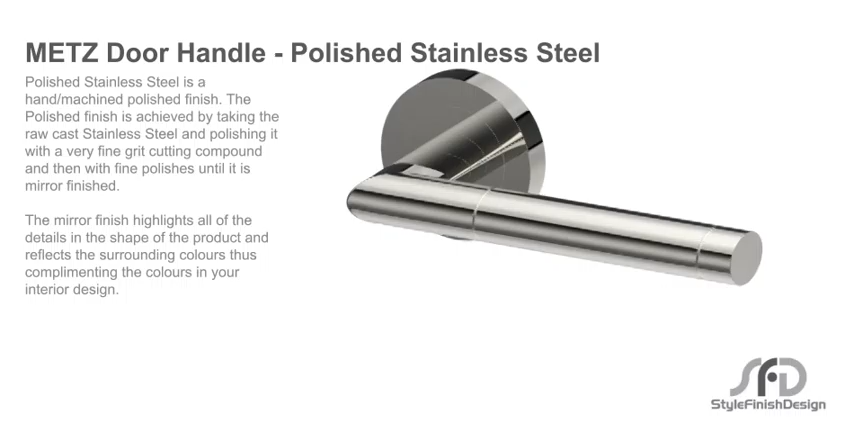 METZ Door Handle - Polished Stainless Steel
Polished Stainless Steel is a
hand/machined polished finish. The
Polished finish is achieved by taking the
raw cast Stainless Steel and polishing it
with a very fine grit cutting compound
and then with fine polishes until it is
mirror finished.
The mirror finish highlights all of the
details in the shape of the product and
reflects the surrounding colours thus
complimenting the colours in your
interior design.
SFD
StyleFinishDesign